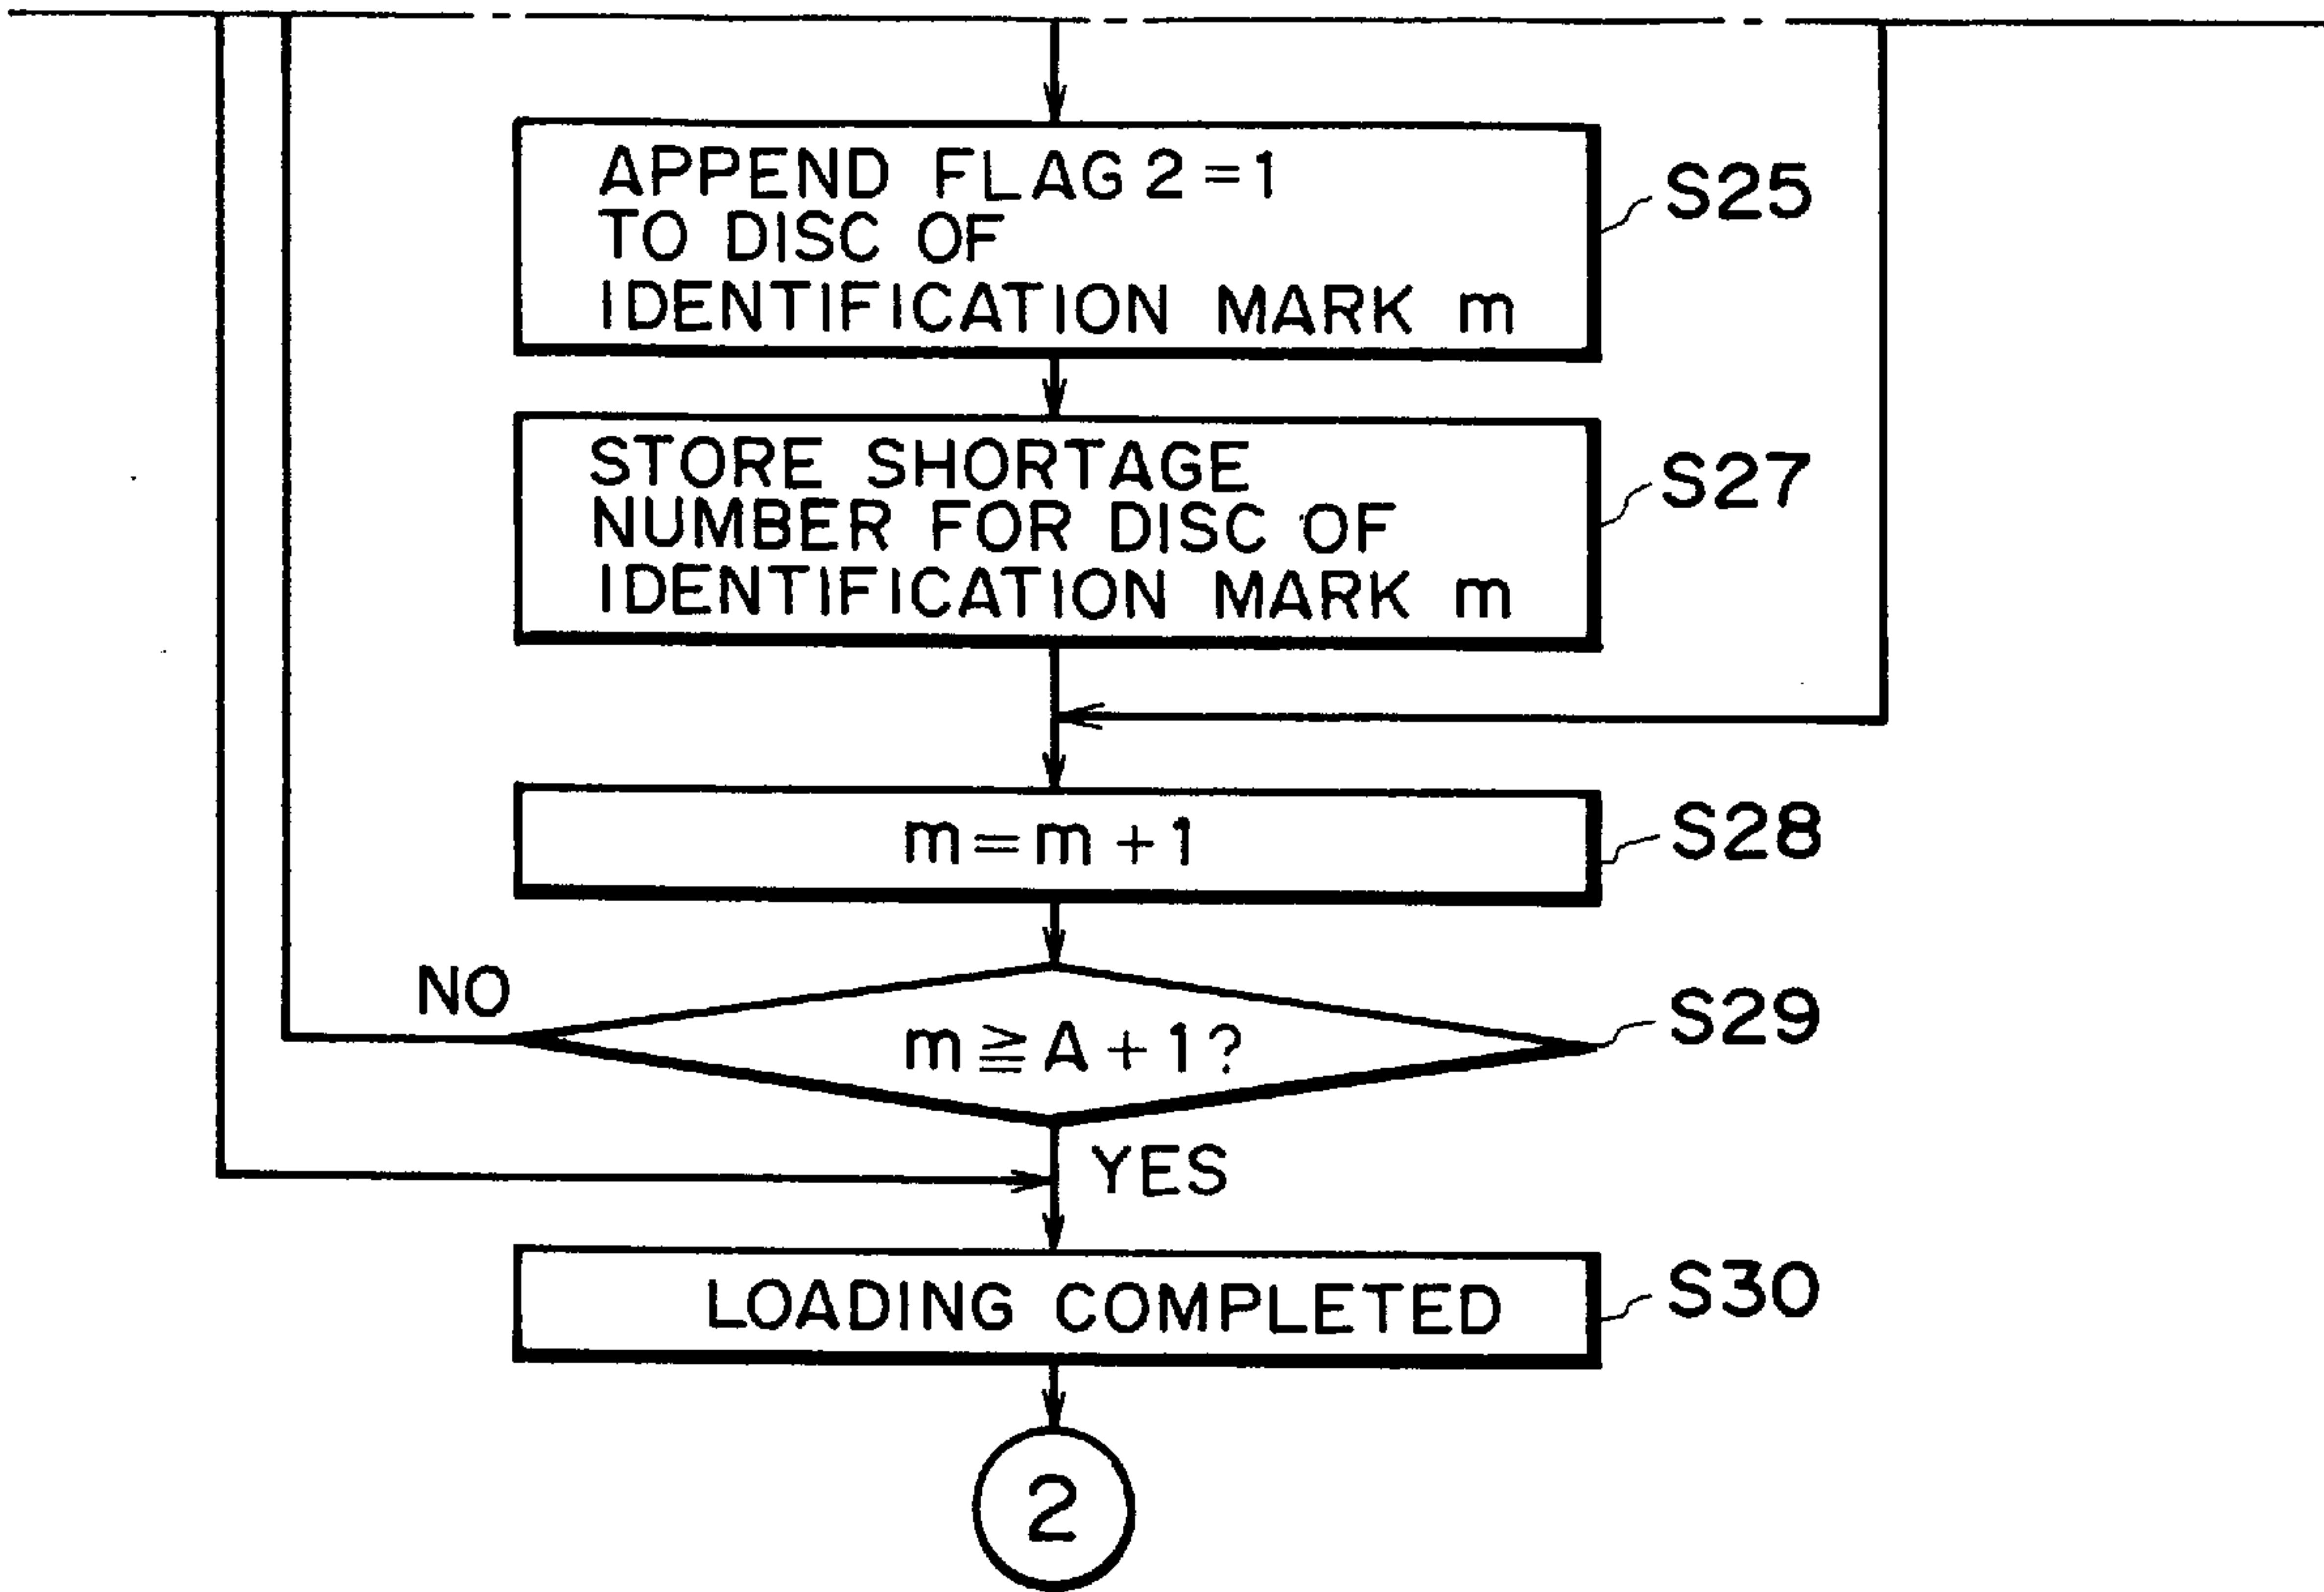 APPEND FLAG 2=1
TO DISC OF
IDENTIFICATION MARK m
S25
STORE SHORTAGE
NUMBER FOR DISC OF
IDENTIFICATION MARK m
S27
m=m+1
S28
NO
m≧A+1?
S29
YES
LOADING COMPLETED
S30
2